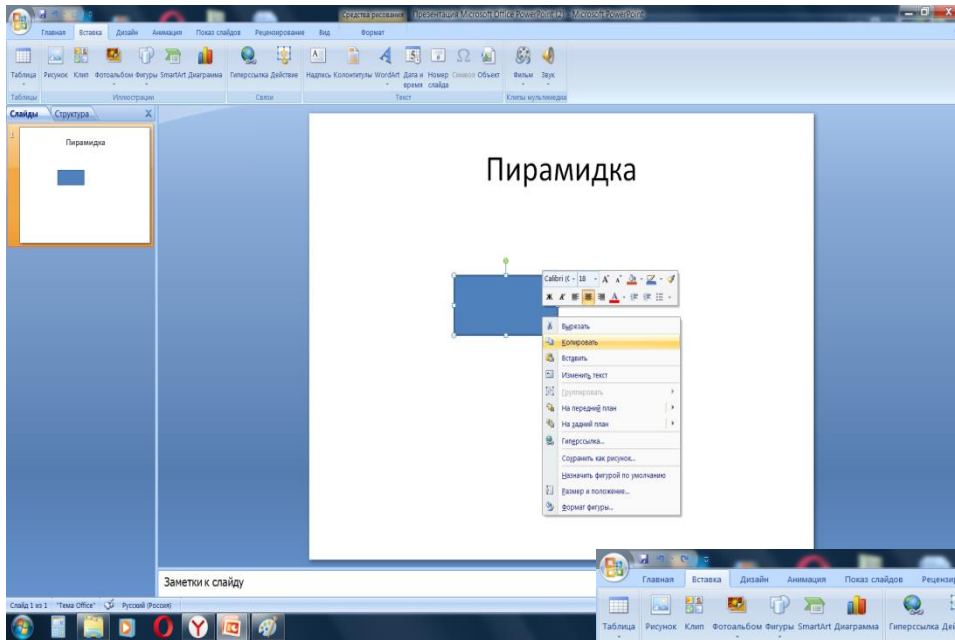 Средства рисования Презентация Microsoft Office PowerPoint (2) - Microsoft PowerPoint
Главная Вставка Дизайн Анимация Показ слайдов Рецензирование Вид Формат
Таблица Рисунок Клип Фотоальбом Фигуры SmartArt Диаграмма Гиперссылка Действие Надпись Колонтитулы WordArt Дата и время Номер слайда Символ Объект Фильм Звук
Таблицы Иллюстрации Связи Текст Клипы мультимедиа
Слайды Структура X
1
Пирамидка
Пирамидка
Calibri (С 18
Вырезать
Копировать
Вставить
Изменить текст
Группировать
На передний план
На задний план
Гиперссылка...
Сохранить как рисунок...
Назначить фигурой по умолчанию
Размер и положение...
Формат фигуры...
Заметки к слайду
Слайд 1 из 1 "Тема Office" Русский (Россия)
Главная Вставка Дизайн Анимация Показ слайдов Рецензир
Таблица Рисунок Клип Фотоальбом Фигуры SmartArt Диаграмма Гиперссылка Дей